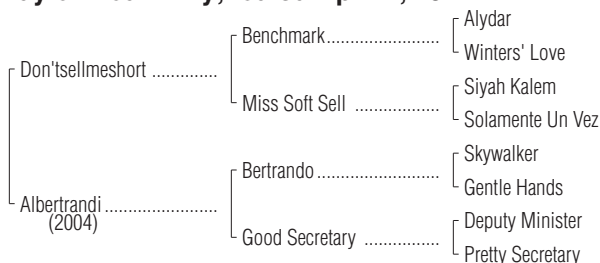 Alydar
Benchmark
Winters' Love
Don'tsellmeshort
Siyah Kalem
Miss Soft Sell
Solamente Un Vez
Skywalker
Bertrando
Gentle Hands
Albertrandi
(2004)
Deputy Minister
Good Secretary
Pretty Secretary